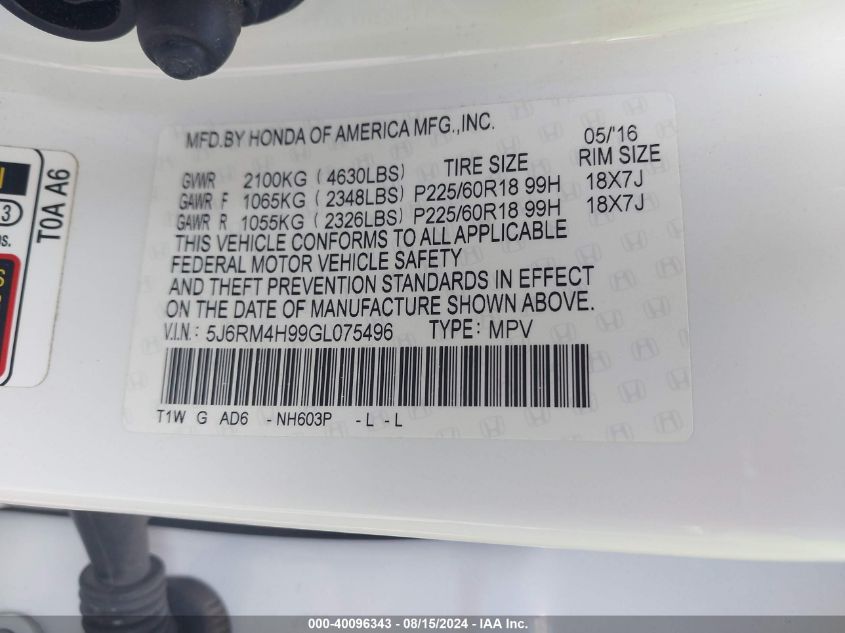 MFD.BY HONDA OF AMERICA MFG.,INC. 05/'16
GVWR 2100KG (4630LBS) TIRE SIZE RIM SIZE
GAWR F 1065KG (2348LBS) P225/60R18 99H 18X7J
GAWR R 1055KG (2326LBS) P225/60R18 99H 18X7J
THIS VEHICLE CONFORMS TO ALL APPLICABLE
FEDERAL MOTOR VEHICLE SAFETY
AND THEFT PREVENTION STANDARDS IN EFFECT
ON THE DATE OF MANUFACTURE SHOWN ABOVE.
V.I.N.: 5J6RM4H99GL075496 TYPE: MPV
T1W G AD6 -NH603P -L -L
T0A A6
3
000-40096343 - 08/15/2024 - IAA Inc.